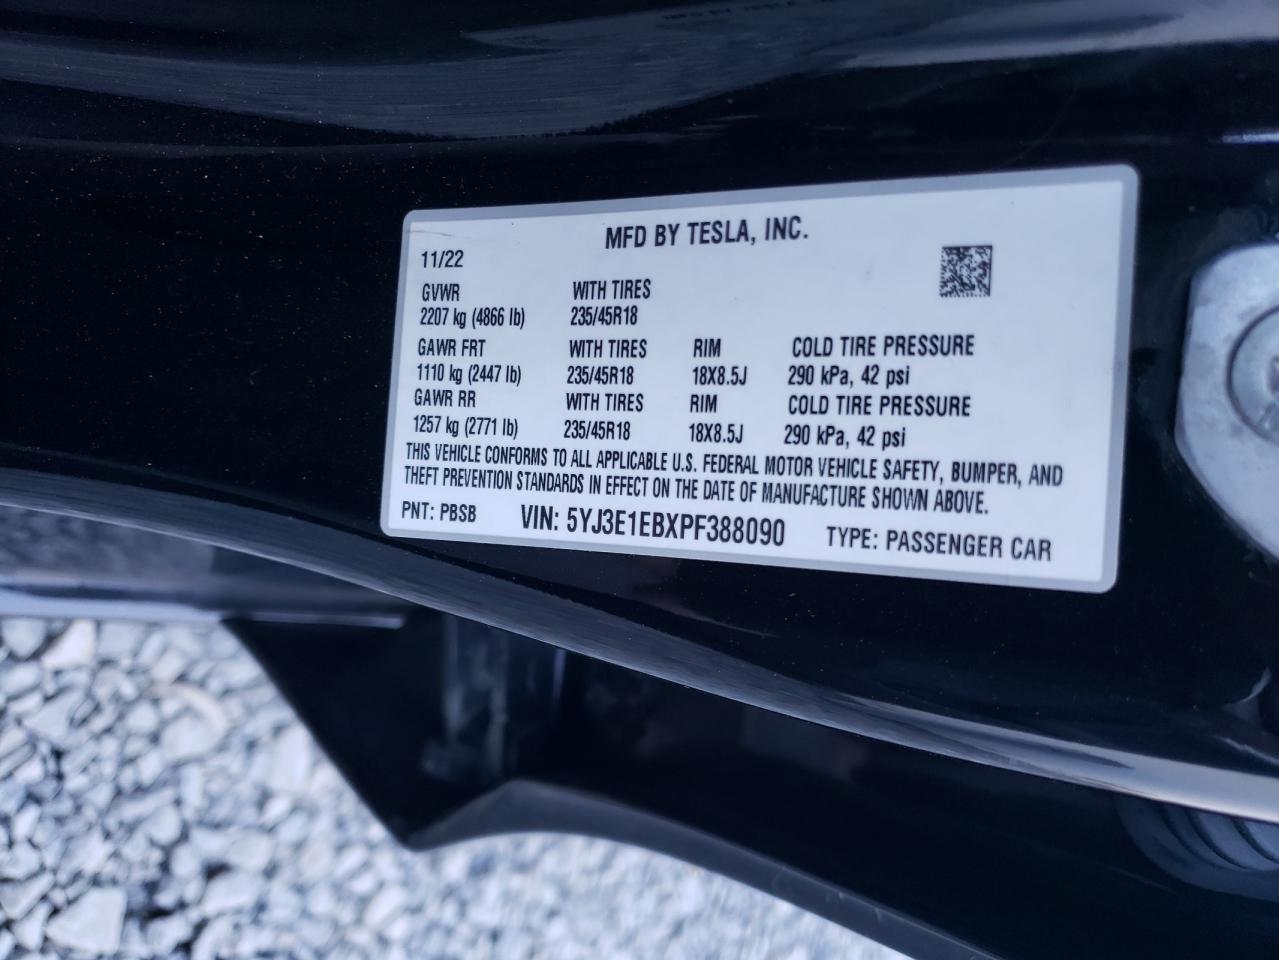 MFD BY TESLA, INC.
11/22
GVWR WITH TIRES
2207 kg (4866 lb) 235/45R18
GAWR FRT WITH TIRES RIM COLD TIRE PRESSURE
1110 kg (2447 lb) 235/45R18 18X8.5J 290 kPa, 42 psi
GAWR RR WITH TIRES RIM COLD TIRE PRESSURE
1257 kg (2771 lb) 235/45R18 18X8.5J 290 kPa, 42 psi
THIS VEHICLE CONFORMS TO ALL APPLICABLE U.S. FEDERAL MOTOR VEHICLE SAFETY, BUMPER, AND
THEFT PREVENTION STANDARDS IN EFFECT ON THE DATE OF MANUFACTURE SHOWN ABOVE.
PNT: PBSB VIN: 5YJ3E1EBXPF388090 TYPE: PASSENGER CAR